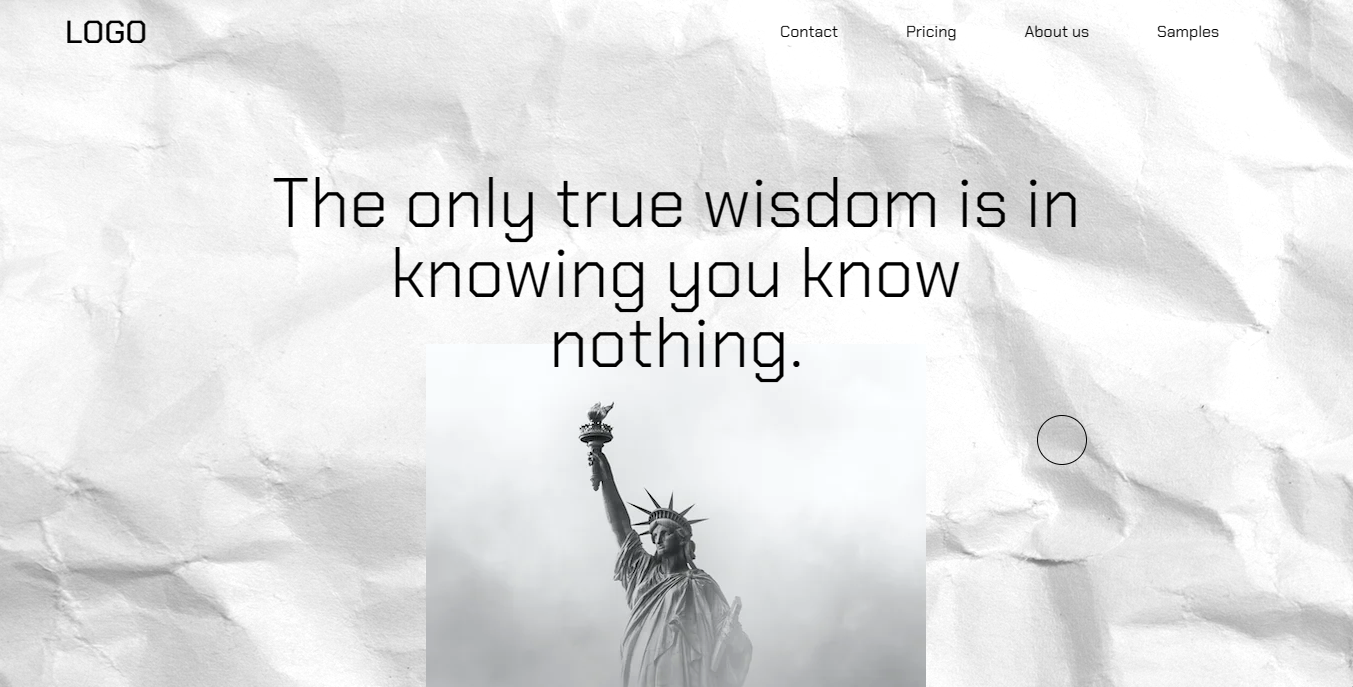 LOGO
Contact
Pricing
About us
Samples
The only true wisdom is in
knowing you know
nothing.